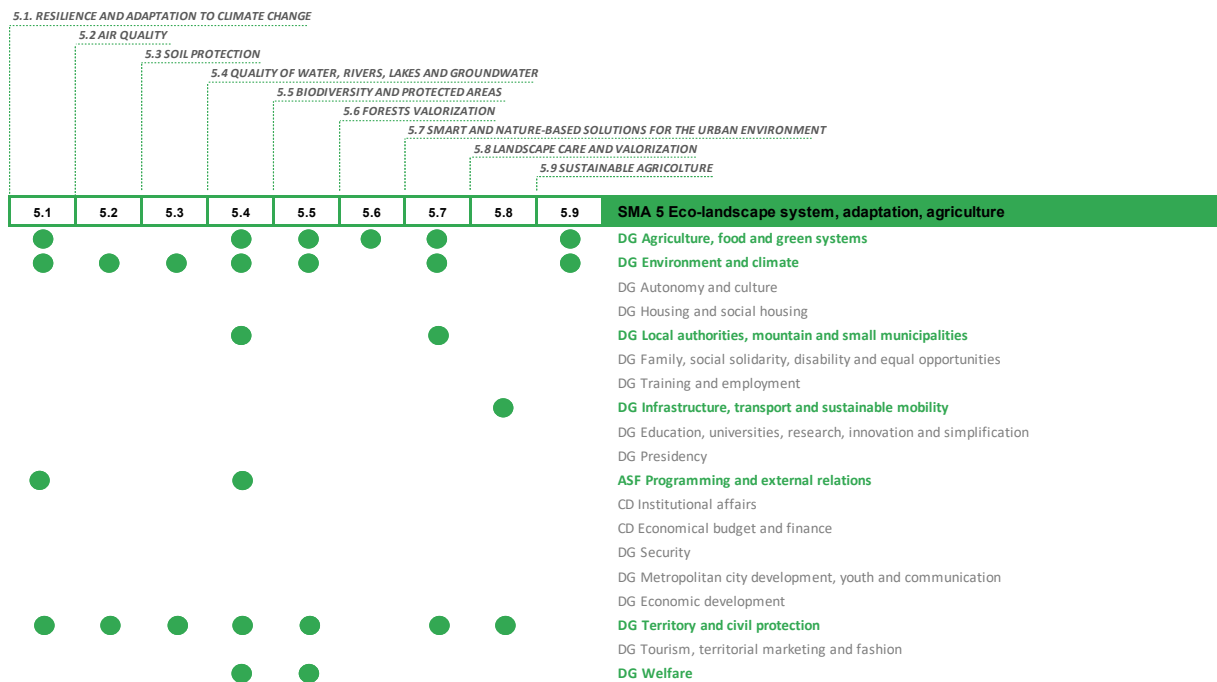 5.1. RESILIENCE AND ADAPTATION TO CLIMATE CHANGE
5.2 AIR QUALITY
5.3 SOIL PROTECTION
5.4 QUALITY OF WATER, RIVERS, LAKES AND GROUNDWATER
5.5 BIODIVERSITY AND PROTECTED AREAS
5.6 FORESTS VALORIZATION
5.7 SMART AND NATURE-BASED SOLUTIONS FOR THE URBAN ENVIRONMENT
5.8 LANDSCAPE CARE AND VALORIZATION
5.9 SUSTAINABLE AGRICOLTURE
5.1 5.2 5.3 5.4 5.5 5.6 5.7 5.8 5.9 SMA 5 Eco-landscape system, adaptation, agriculture
DG Agriculture, food and green systems
DG Environment and climate
DG Autonomy and culture
DG Housing and social housing
DG Local authorities, mountain and small municipalities
DG Family, social solidarity, disability and equal opportunities
DG Training and employment
DG Infrastructure, transport and sustainable mobility
DG Education, universities, research, innovation and simplification
DG Presidency
ASF Programming and external relations
CD Institutional affairs
CD Economical budget and finance
DG Security
DG Metropolitan city development, youth and communication
DG Economic development
DG Territory and civil protection
DG Tourism, territorial marketing and fashion
DG Welfare